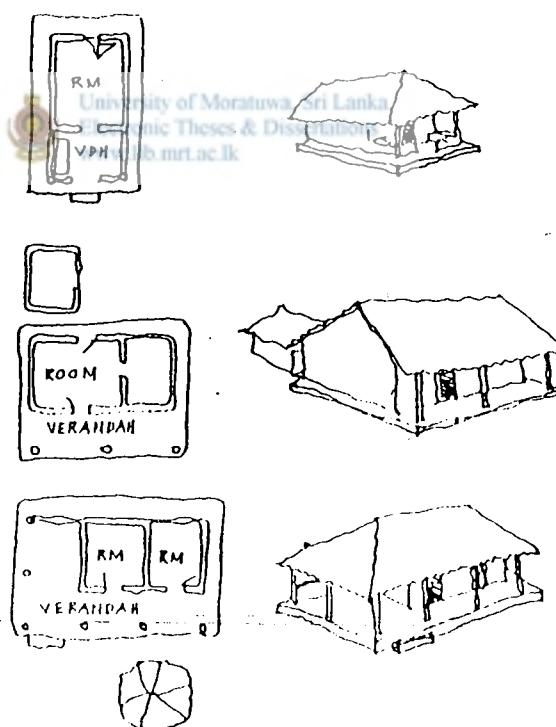 RM
University of Moratuwa, Sri Lanka.
Electronic Theses & Dissertations
www.lib.mrt.ac.lk
VDH
ROOM
VERANDAH
RM RM
VERANDAH